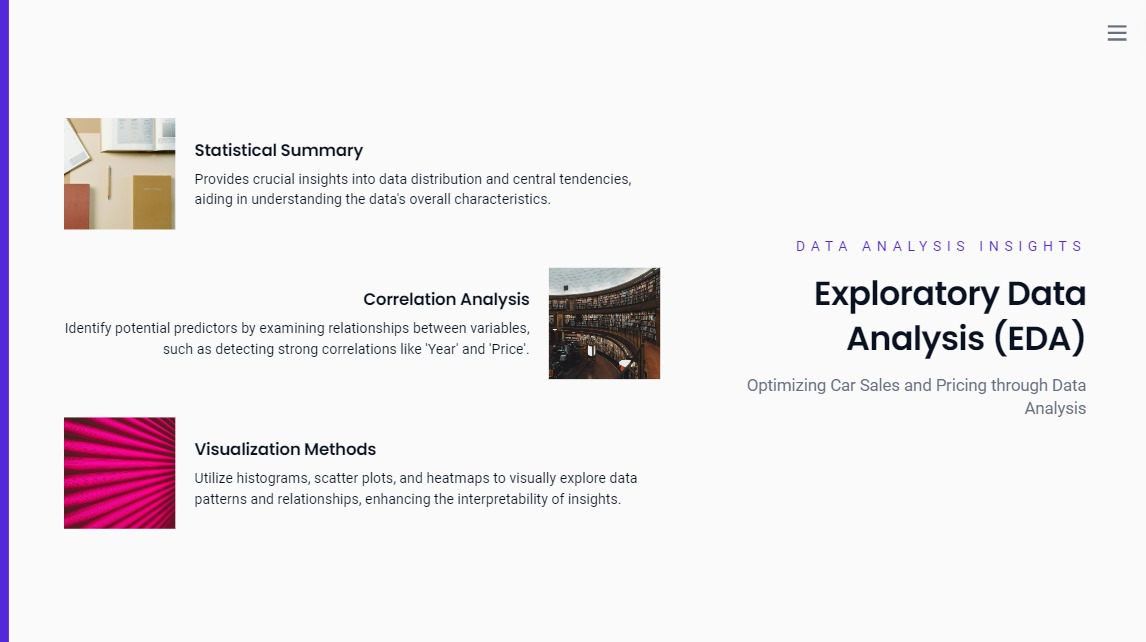 Statistical Summary
Provides crucial insights into data distribution and central tendencies,
aiding in understanding the data's overall characteristics.
Correlation Analysis
Identify potential predictors by examining relationships between variables,
such as detecting strong correlations like 'Year' and 'Price'.
Visualization Methods
Utilize histograms, scatter plots, and heatmaps to visually explore data
patterns and relationships, enhancing the interpretability of insights.
DATA ANALYSIS INSIGHTS
Exploratory Data
Analysis (EDA)
Optimizing Car Sales and Pricing through Data
Analysis